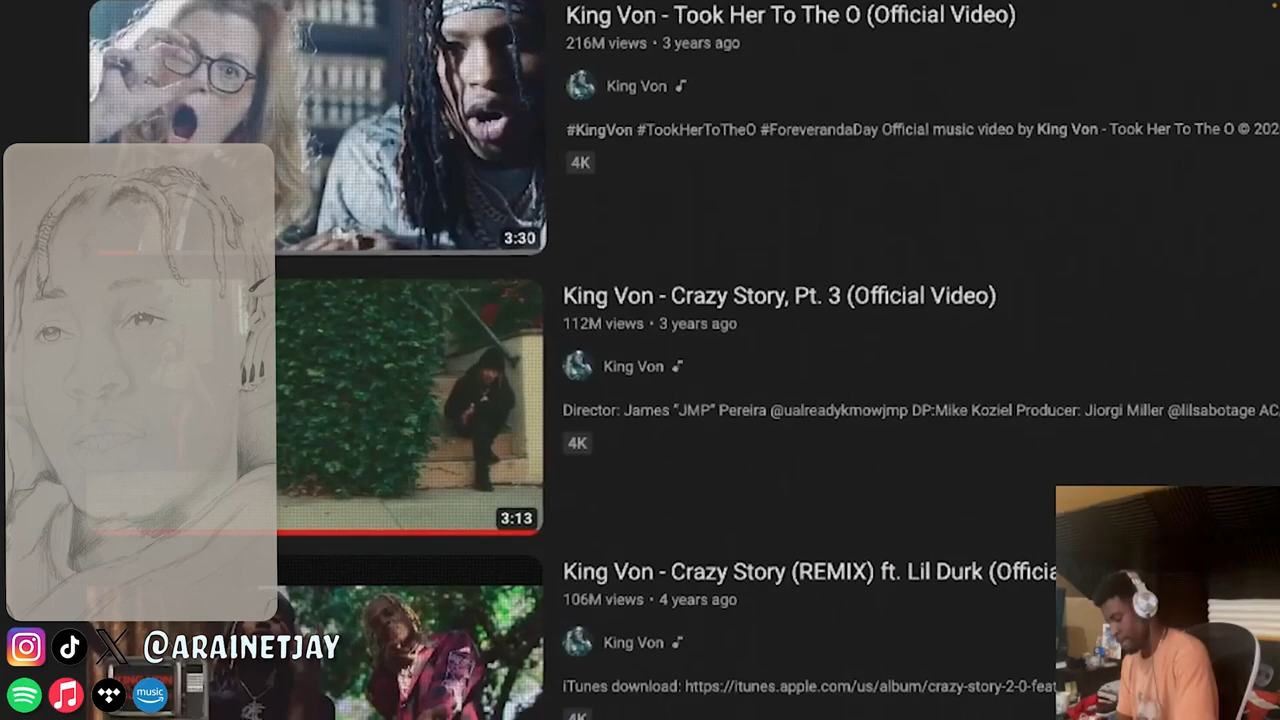 King Von - Took Her To The O (Official Video)
216M views • 3 years ago
King Von
#KingVon #TookHerToTheO #ForeverandaDay Official music video by King Von - Took Her To The O © 202
4K
3:30
King Von - Crazy Story, Pt. 3 (Official Video)
112M views • 3 years ago
King Von
Director: James "JMP" Pereira @ualreadykmowjmp DP:Mike Koziel Producer: Jiorgi Miller @lilsabotage AC
4K
3:13
King Von - Crazy Story (REMIX) ft. Lil Durk (Officia
106M views • 4 years ago
King Von
iTunes download: https://itunes.apple.com/us/album/crazy-story-2-0-feat
4K
@ARAINETJAY
music